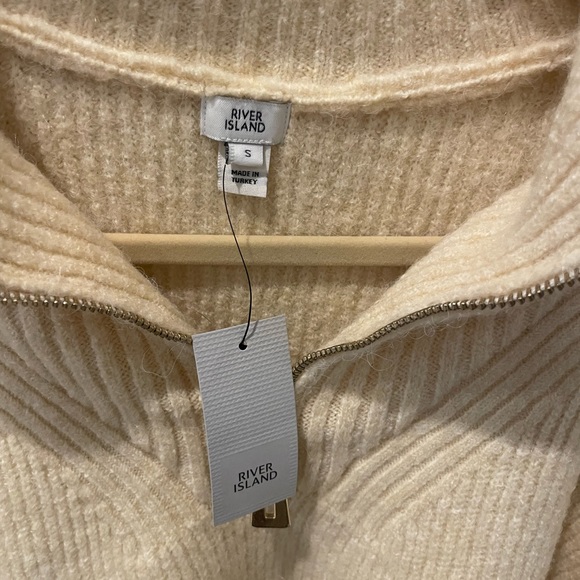 RIVER
ISLAND
S
MADE IN
TURKEY
RIVER
ISLAND